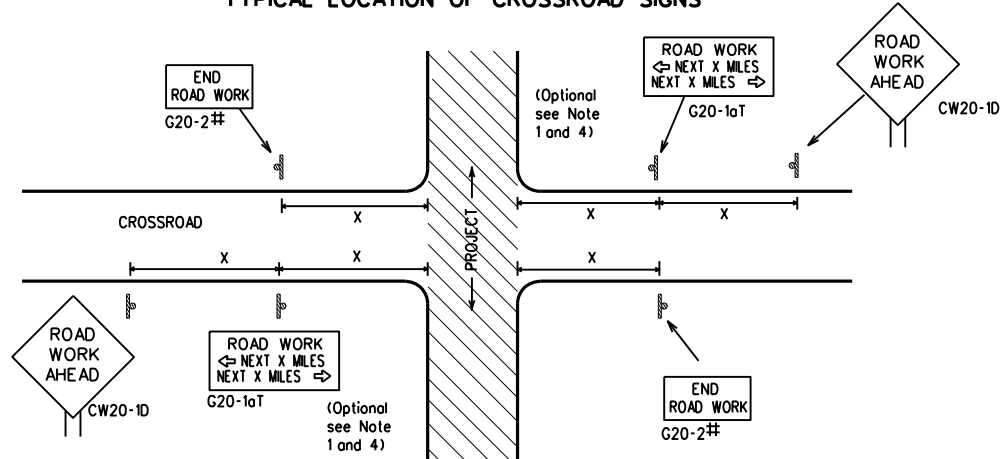 TYPICAL LOCATION OF CROSSROAD SIGNS
END
ROAD WORK
G20-2#
(Optional
see Note
1 and 4)
ROAD WORK
⇦ NEXT X MILES
NEXT X MILES ⇨
G20-1aT
ROAD
WORK
AHEAD
CW20-1D
CROSSROAD
X
X
X
PROJECT
X
X
X
ROAD
WORK
AHEAD
CW20-1D
ROAD WORK
⇦ NEXT X MILES
NEXT X MILES ⇨
G20-1aT
(Optional
see Note
1 and 4)
END
ROAD WORK
G20-2#